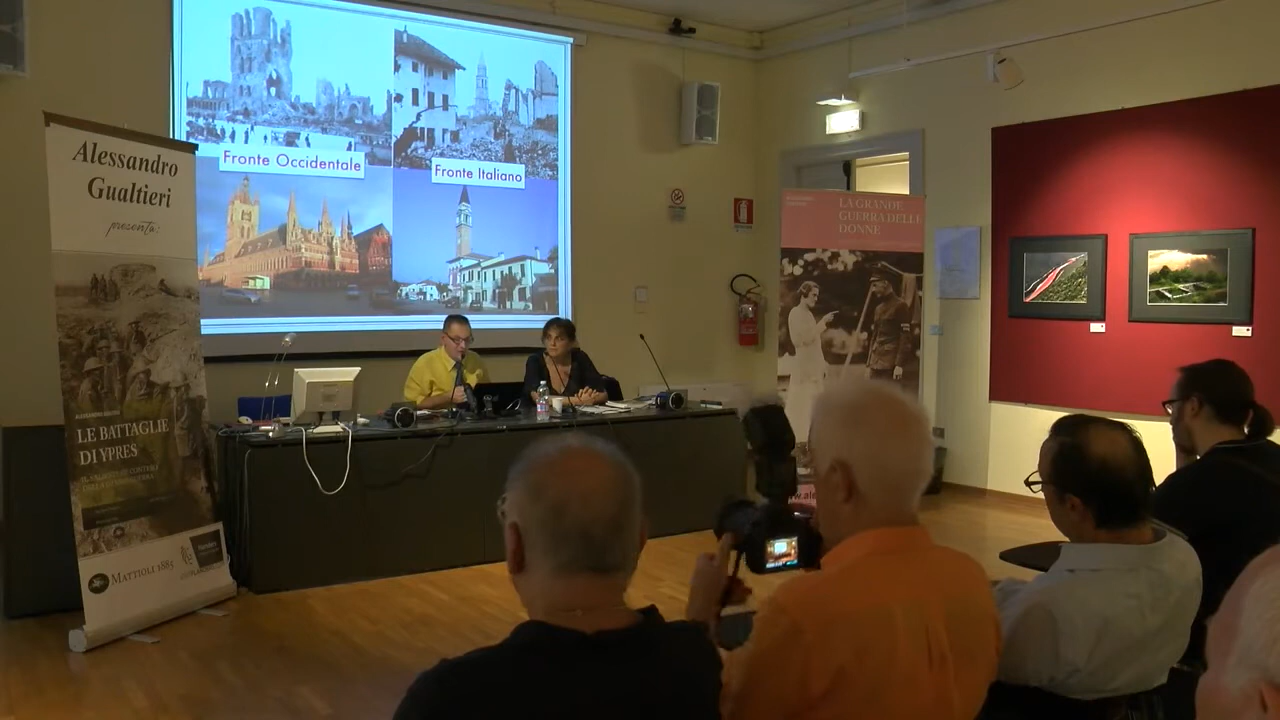 Alessandro
Gualtieri
presenta:
LE BATTAGLIE
DI YPRES
MATTIOLI 1885
Fronte Occidentale
Fronte Italiano
LA GRANDE
GUERRA DELLE
DONNE